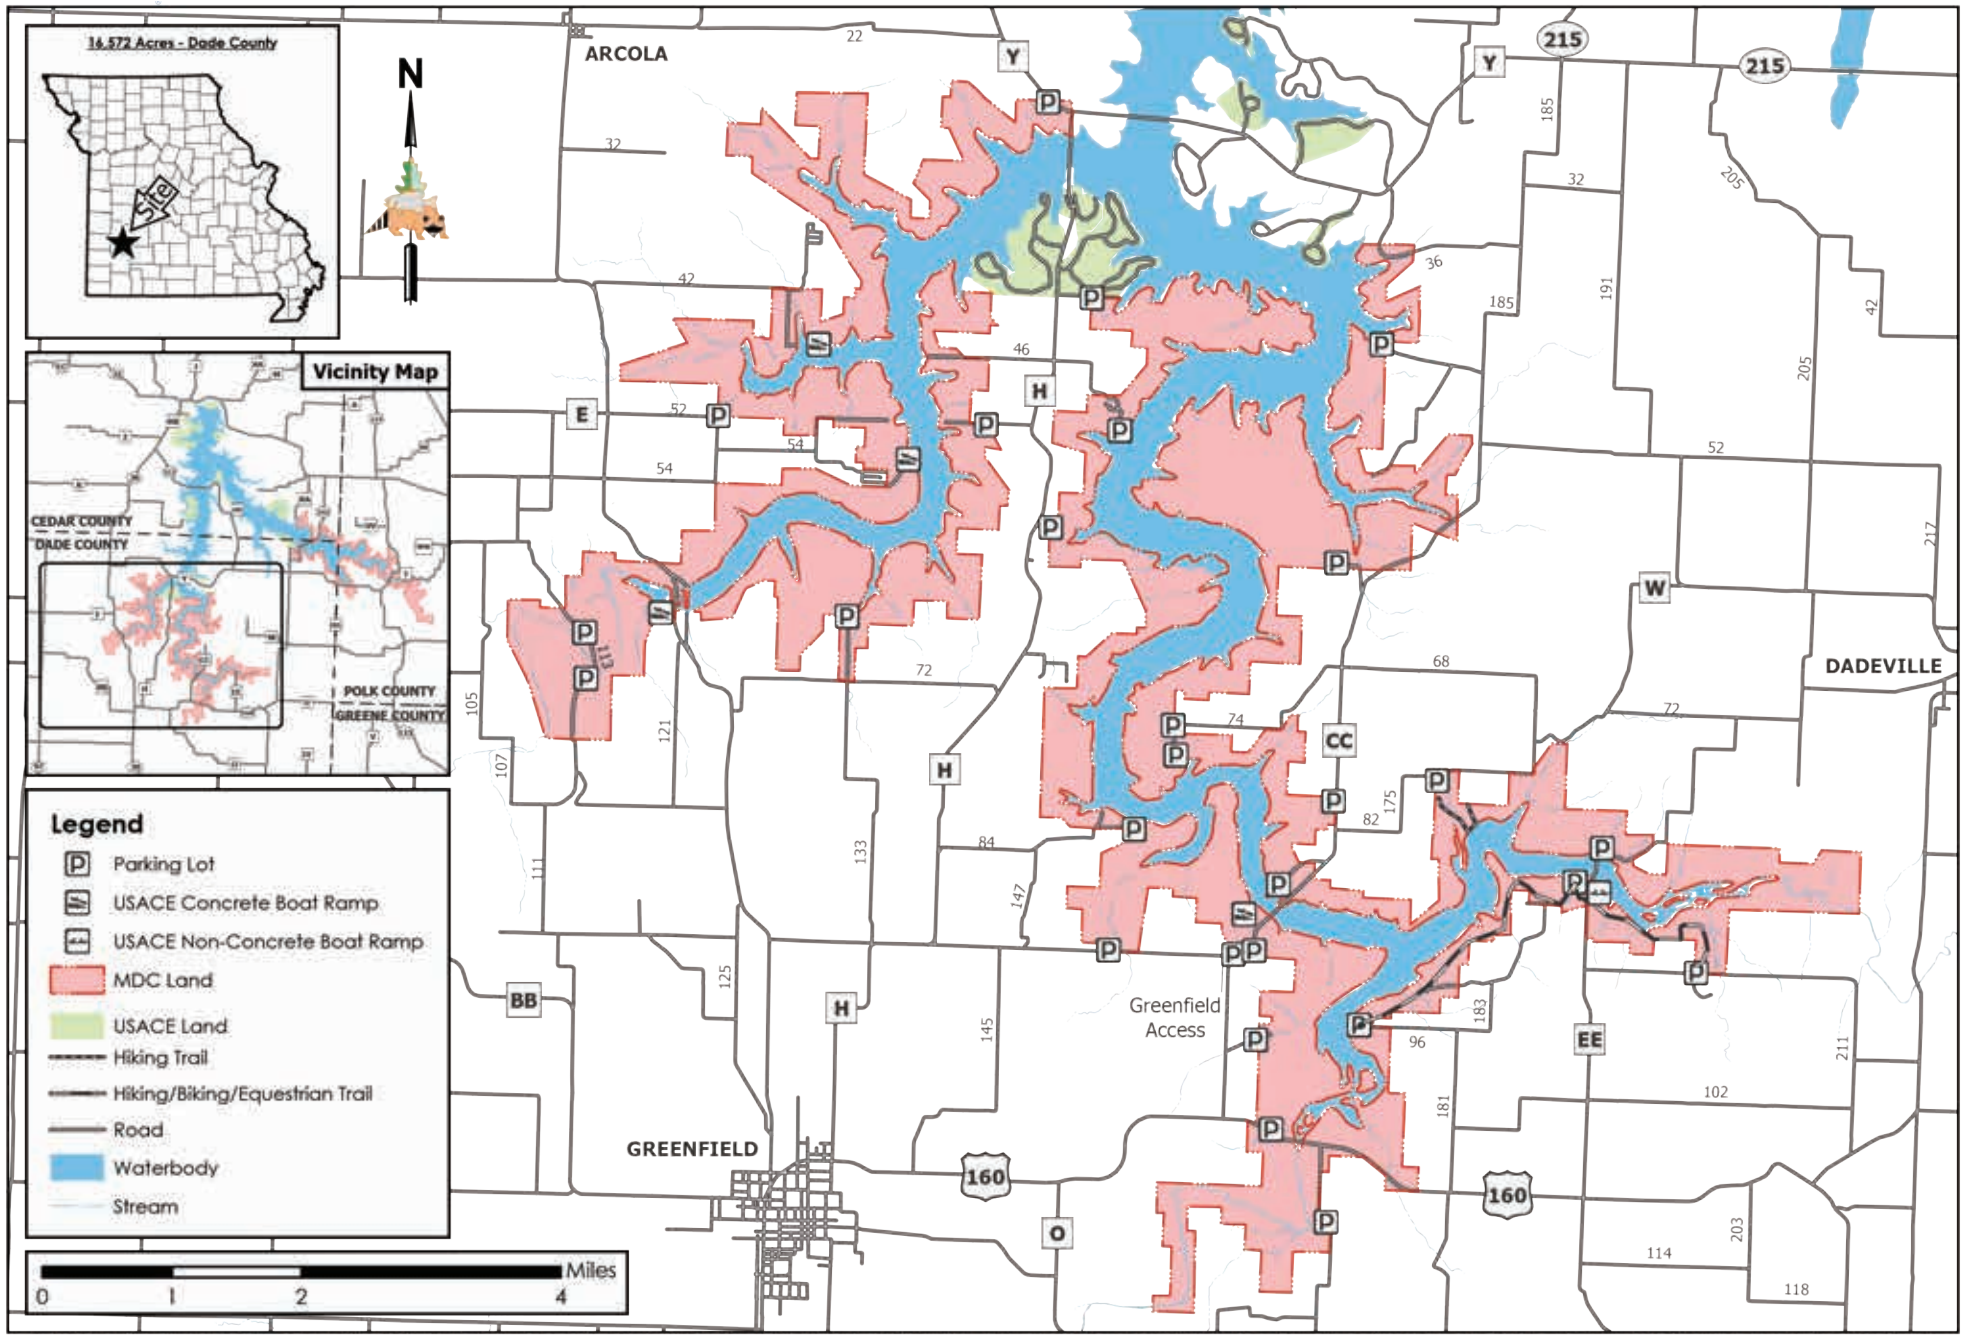 16,572 Acres - Dade County
Site
N
ARCOLA
22
Y
P
Y
215
215
185
32
32
205
36
42
185
191
42
46
H
E
52
P
P
P
P
P
54
54
52
205
217
P
P
W
P
P
113
P
72
68
DADEVILLE
105
121
107
H
P
74
P
CC
72
P
P
175
82
P
84
P
111
133
147
P
P
P
P
P
P
BB
125
H
145
Greenfield
Access
P
P
96
183
EE
211
P
102
181
GREENFIELD
P
160
160
O
P
203
114
118
Vicinity Map
CEDAR COUNTY
DADE COUNTY
POLK COUNTY
GREENE COUNTY
Legend
P Parking Lot
USACE Concrete Boat Ramp
USACE Non-Concrete Boat Ramp
MDC Land
USACE Land
Hiking Trail
Hiking/Biking/Equestrian Trail
Road
Waterbody
Stream
Miles
0 1 2 4